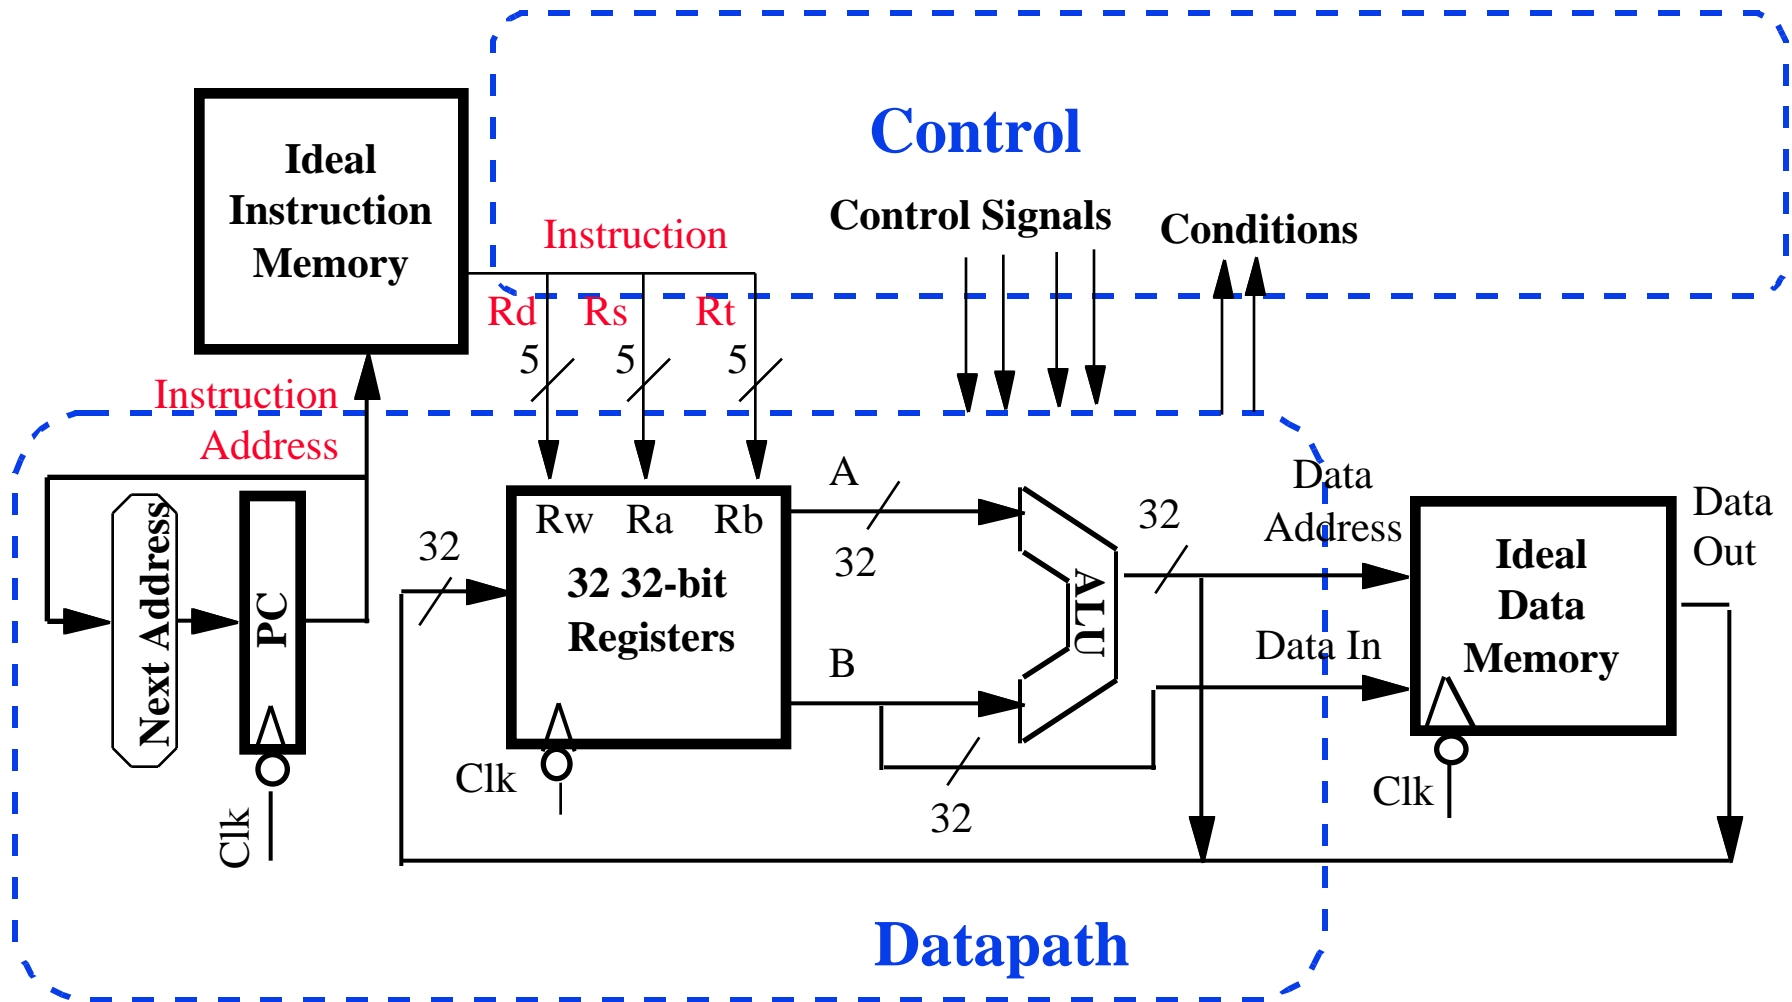 Control
Ideal
Instruction
Memory
Control Signals
Conditions
Instruction
Rd
Rs
Rt
5
5
5
Instruction
Address
A
Data
Address
Data
Out
Rw
Ra
Rb
32
32
32
Next Address
PC
32 32-bit
Registers
ALU
Ideal
Data
Memory
B
Data In
Clk
Clk
Clk
32
Datapath